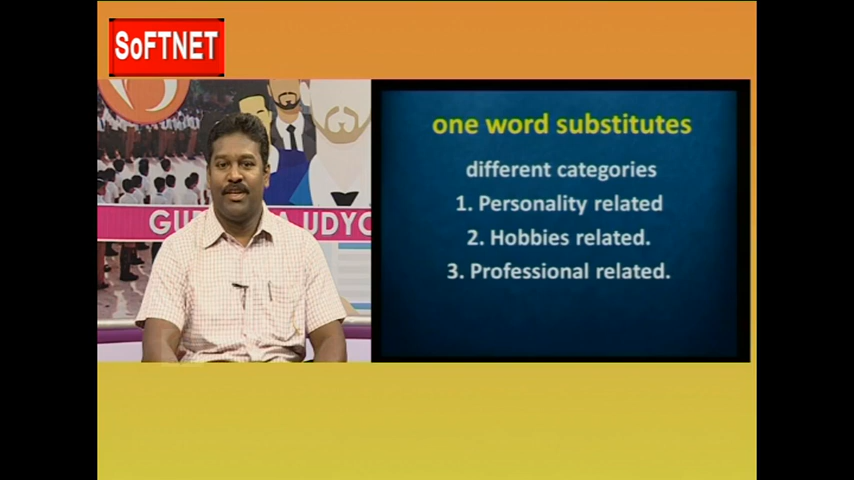 SoFTNET
one word substitutes
different categories
1. Personality related
2. Hobbies related.
3. Professional related.